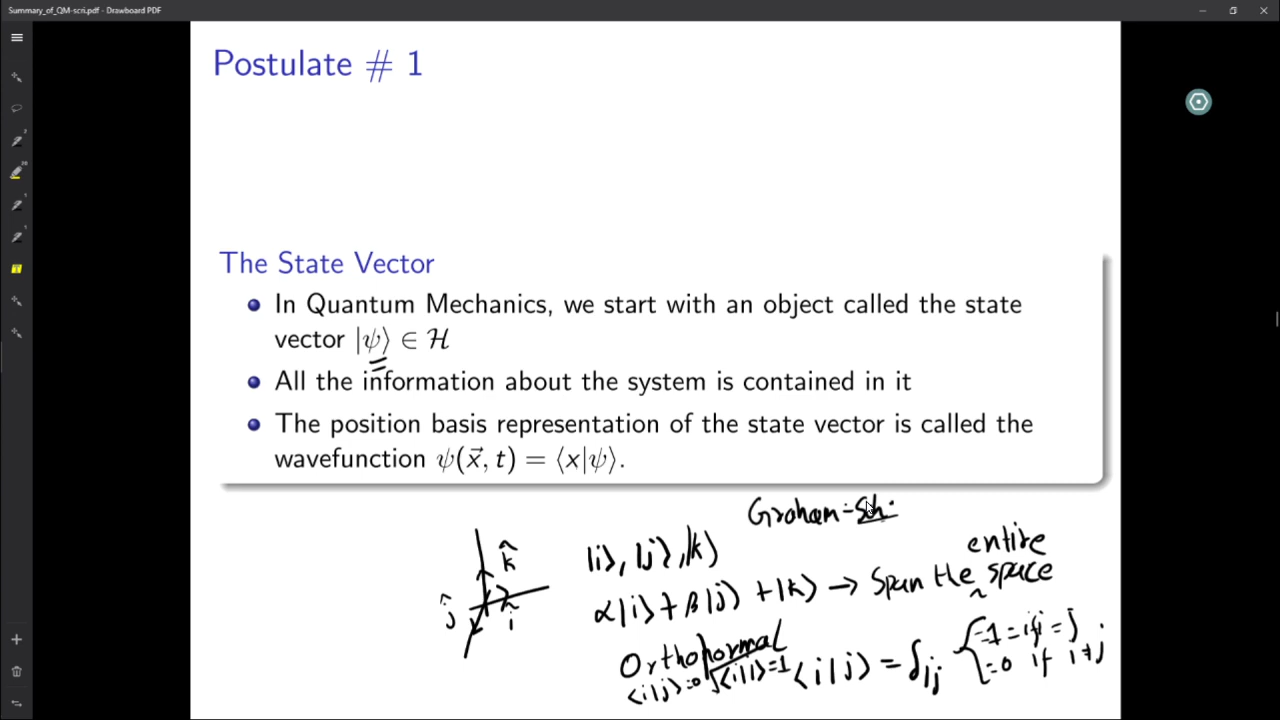 Summary_of_QM-scri.pdf - Drawboard PDF
Postulate # 1
The State Vector
In Quantum Mechanics, we start with an object called the state
vector |ψ⟩ ∈ ℋ
All the information about the system is contained in it
The position basis representation of the state vector is called the
wavefunction ψ(x⃗, t) = ⟨x|ψ⟩.
Graham-Sh.
k̂
ĵ
î
|i⟩, |j⟩, |k⟩
α|i⟩ + β|j⟩ + |k⟩ → Span the ^ space
entire
Orthonormal
⟨i|j⟩=0 √⟨i|i⟩=1 ⟨i|j⟩ = δij { =1 = if i = j
=0 if i ≠ j